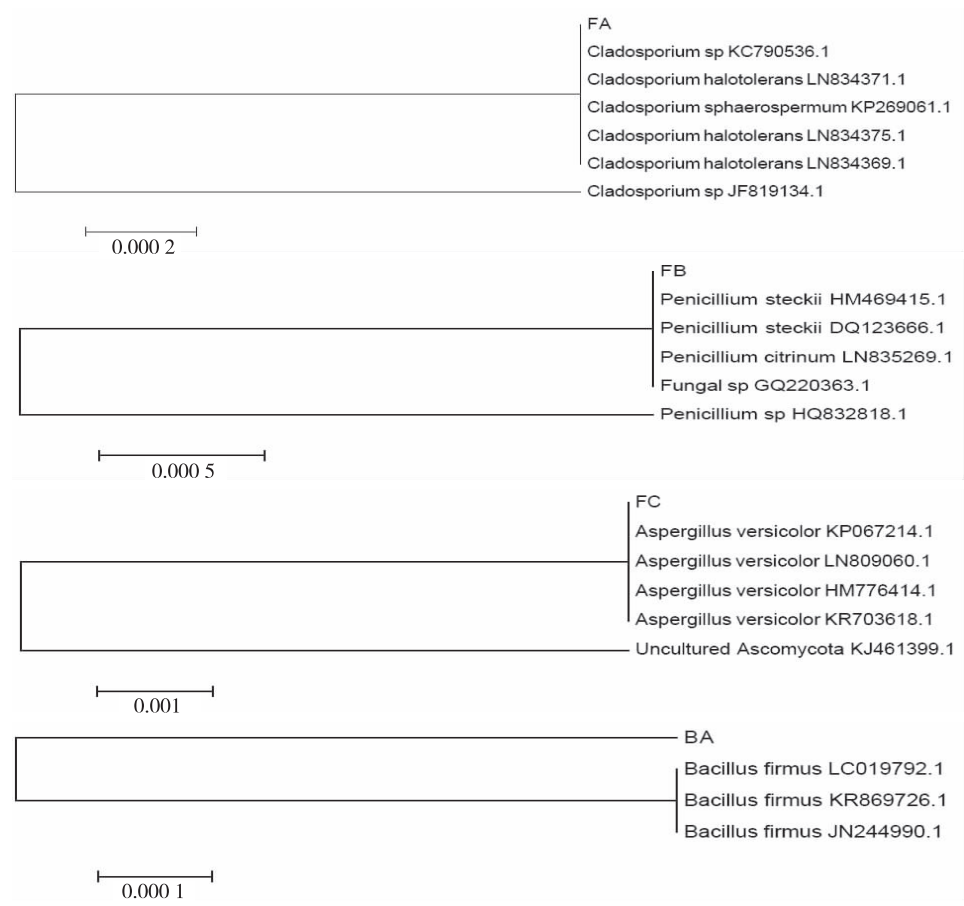 FA
Cladosporium sp KC790536.1
Cladosporium halotolerans LN834371.1
Cladosporium sphaerospermum KP269061.1
Cladosporium halotolerans LN834375.1
Cladosporium halotolerans LN834369.1
Cladosporium sp JF819134.1
0.000 2
FB
Penicillium steckii HM469415.1
Penicillium steckii DQ123666.1
Penicillium citrinum LN835269.1
Fungal sp GQ220363.1
Penicillium sp HQ832818.1
0.000 5
FC
Aspergillus versicolor KP067214.1
Aspergillus versicolor LN809060.1
Aspergillus versicolor HM776414.1
Aspergillus versicolor KR703618.1
Uncultured Ascomycota KJ461399.1
0.001
BA
Bacillus firmus LC019792.1
Bacillus firmus KR869726.1
Bacillus firmus JN244990.1
0.000 1